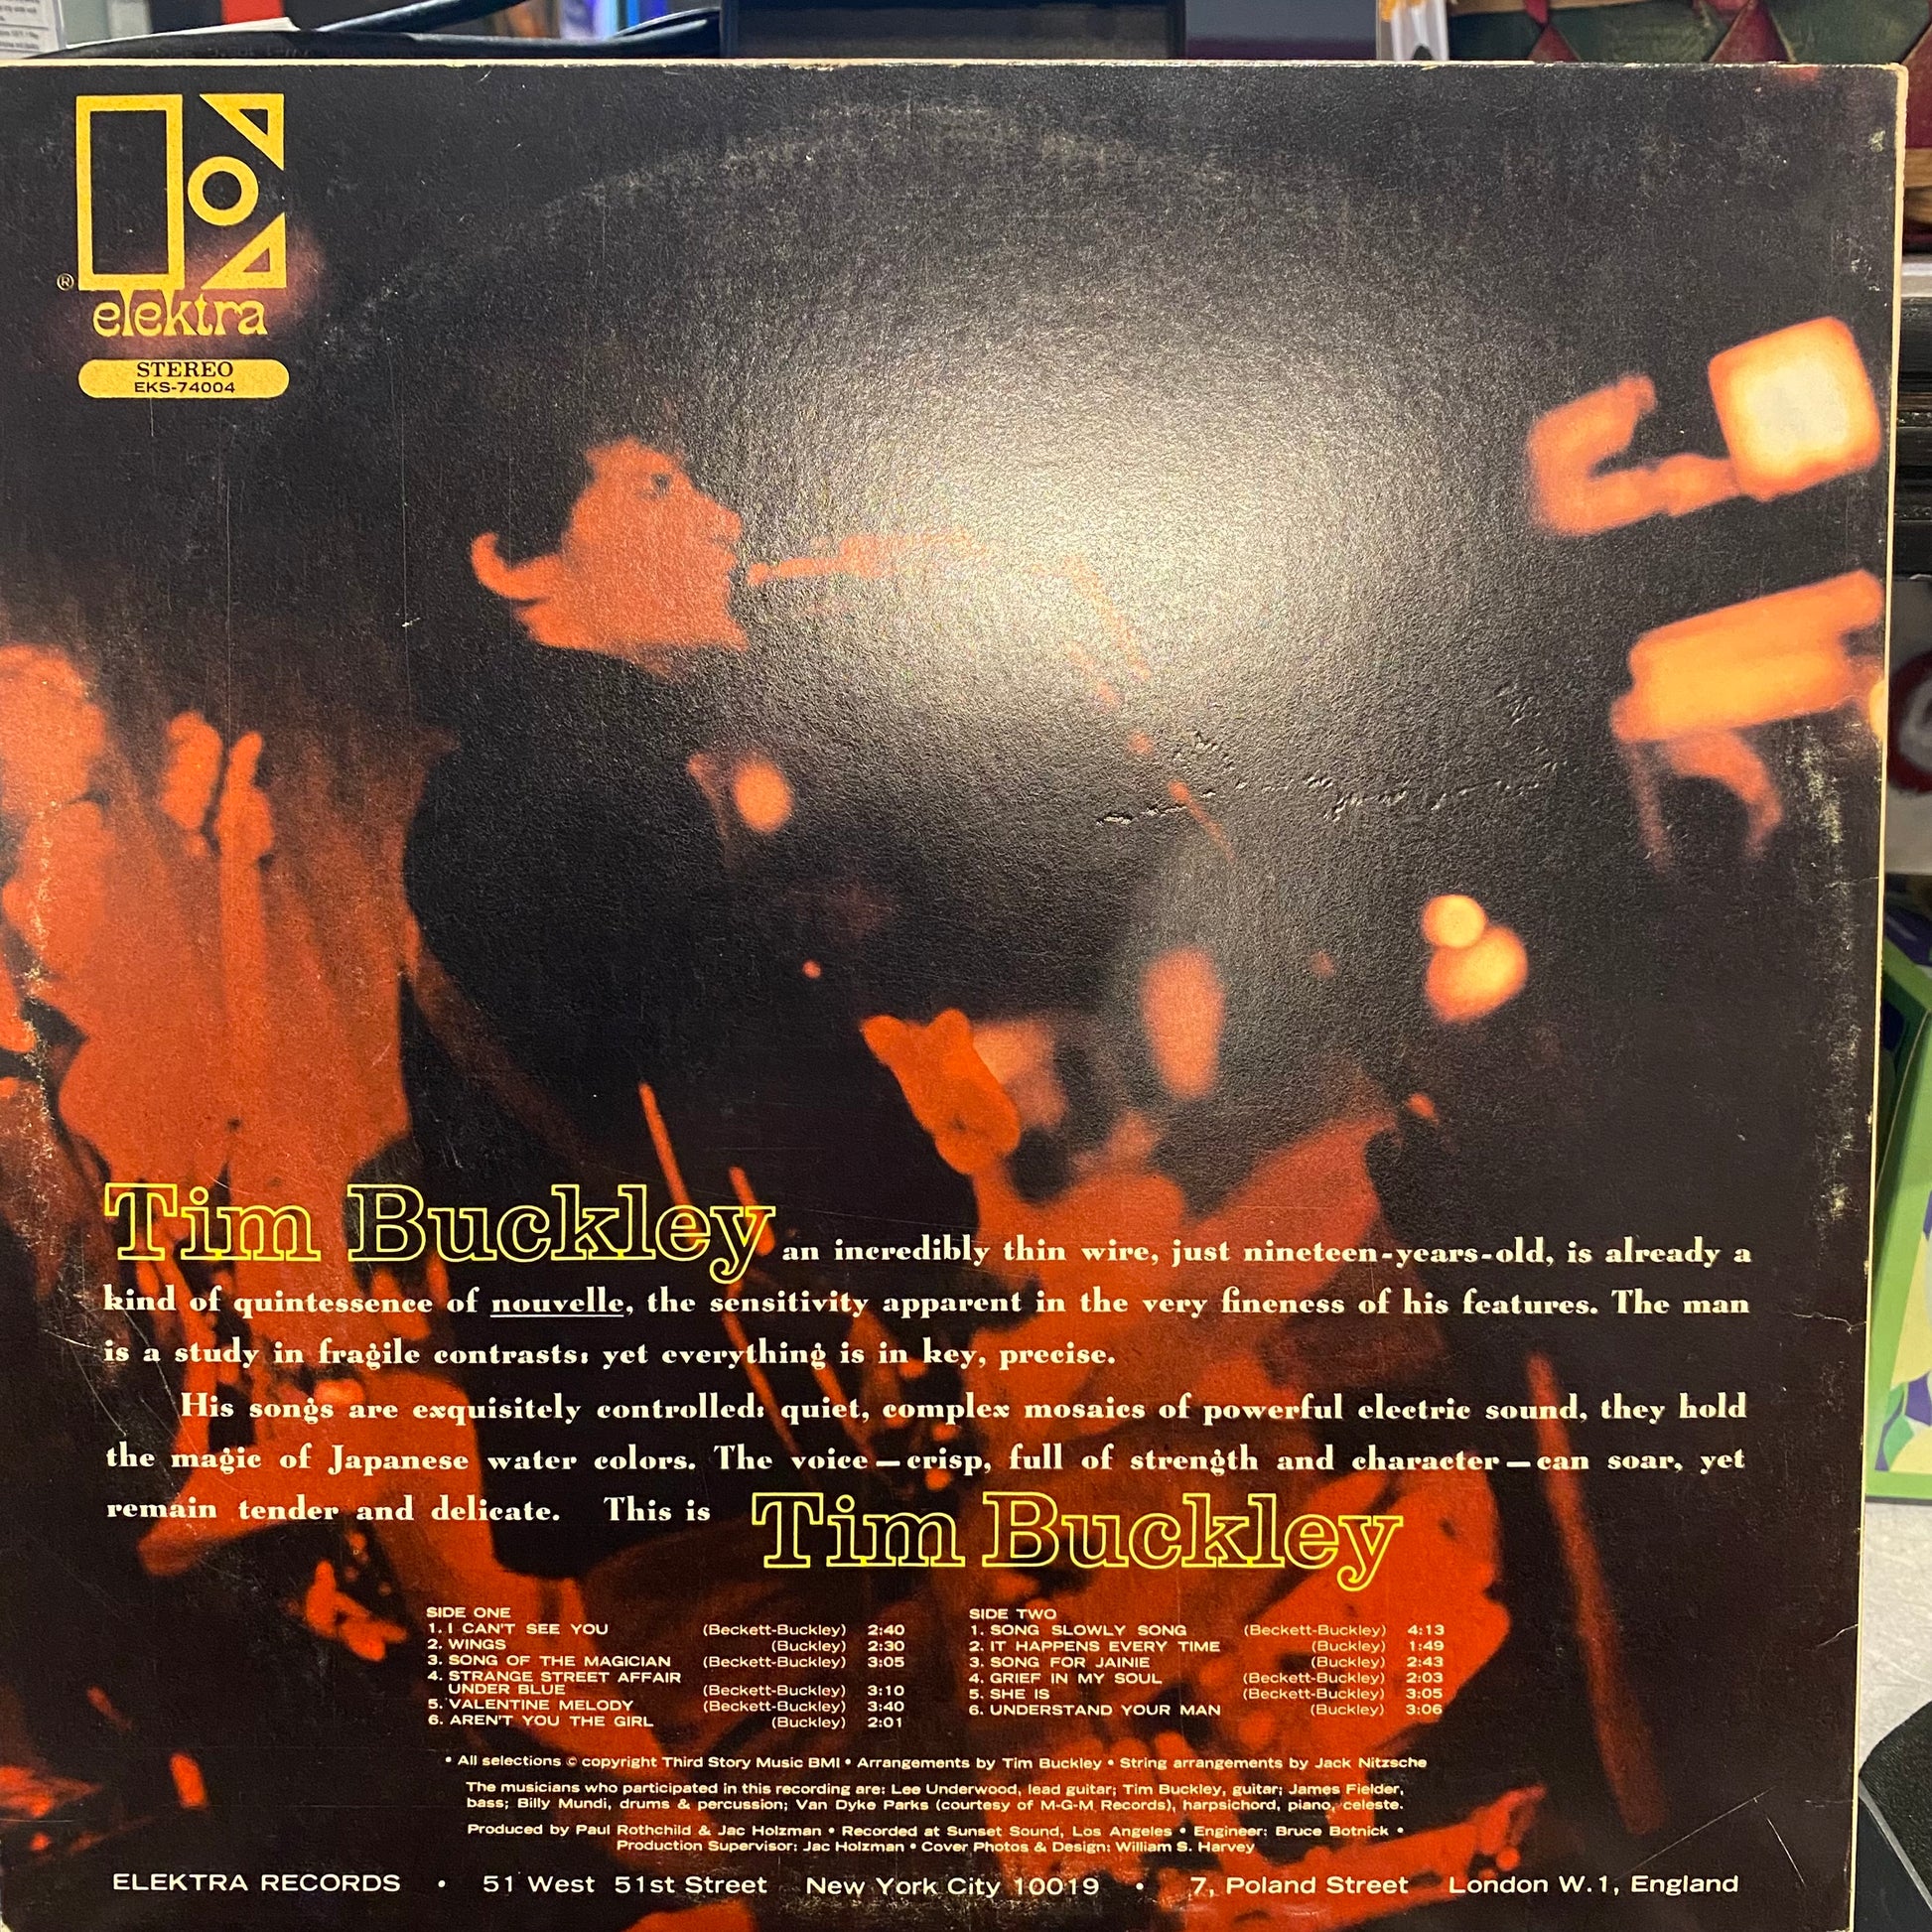 ®
elektra
STEREO
EKS-74004
Tim Buckley an incredibly thin wire, just nineteen-years-old, is already a
kind of quintessence of nouvelle, the sensitivity apparent in the very fineness of his features. The man
is a study in fragile contrasts: yet everything is in key, precise.
His songs are exquisitely controlled: quiet, complex mosaics of powerful electric sound, they hold
the magic of Japanese water colors. The voice—crisp, full of strength and character—can soar, yet
remain tender and delicate. This is Tim Buckley
SIDE ONE
1. I CAN'T SEE YOU (Beckett-Buckley) 2:40
2. WINGS (Buckley) 2:30
3. SONG OF THE MAGICIAN (Beckett-Buckley) 3:05
4. STRANGE STREET AFFAIR
UNDER BLUE (Beckett-Buckley) 3:10
5. VALENTINE MELODY (Beckett-Buckley) 3:40
6. AREN'T YOU THE GIRL (Buckley) 2:01
SIDE TWO
1. SONG SLOWLY SONG (Beckett-Buckley) 4:13
2. IT HAPPENS EVERY TIME (Buckley) 1:49
3. SONG FOR JAINIE (Buckley) 2:43
4. GRIEF IN MY SOUL (Beckett-Buckley) 2:03
5. SHE IS (Beckett-Buckley) 3:05
6. UNDERSTAND YOUR MAN (Buckley) 3:06
• All selections © copyright Third Story Music BMI • Arrangements by Tim Buckley • String arrangements by Jack Nitzsche
The musicians who participated in this recording are: Lee Underwood, lead guitar; Tim Buckley, guitar; James Fielder,
bass; Billy Mundi, drums & percussion; Van Dyke Parks (courtesy of M-G-M Records), harpsichord, piano, celeste.
Produced by Paul Rothchild & Jac Holzman • Recorded at Sunset Sound, Los Angeles • Engineer: Bruce Botnick •
Production Supervisor: Jac Holzman • Cover Photos & Design: William S. Harvey
ELEKTRA RECORDS • 51 West 51st Street New York City 10019 • 7, Poland Street London W.1, England